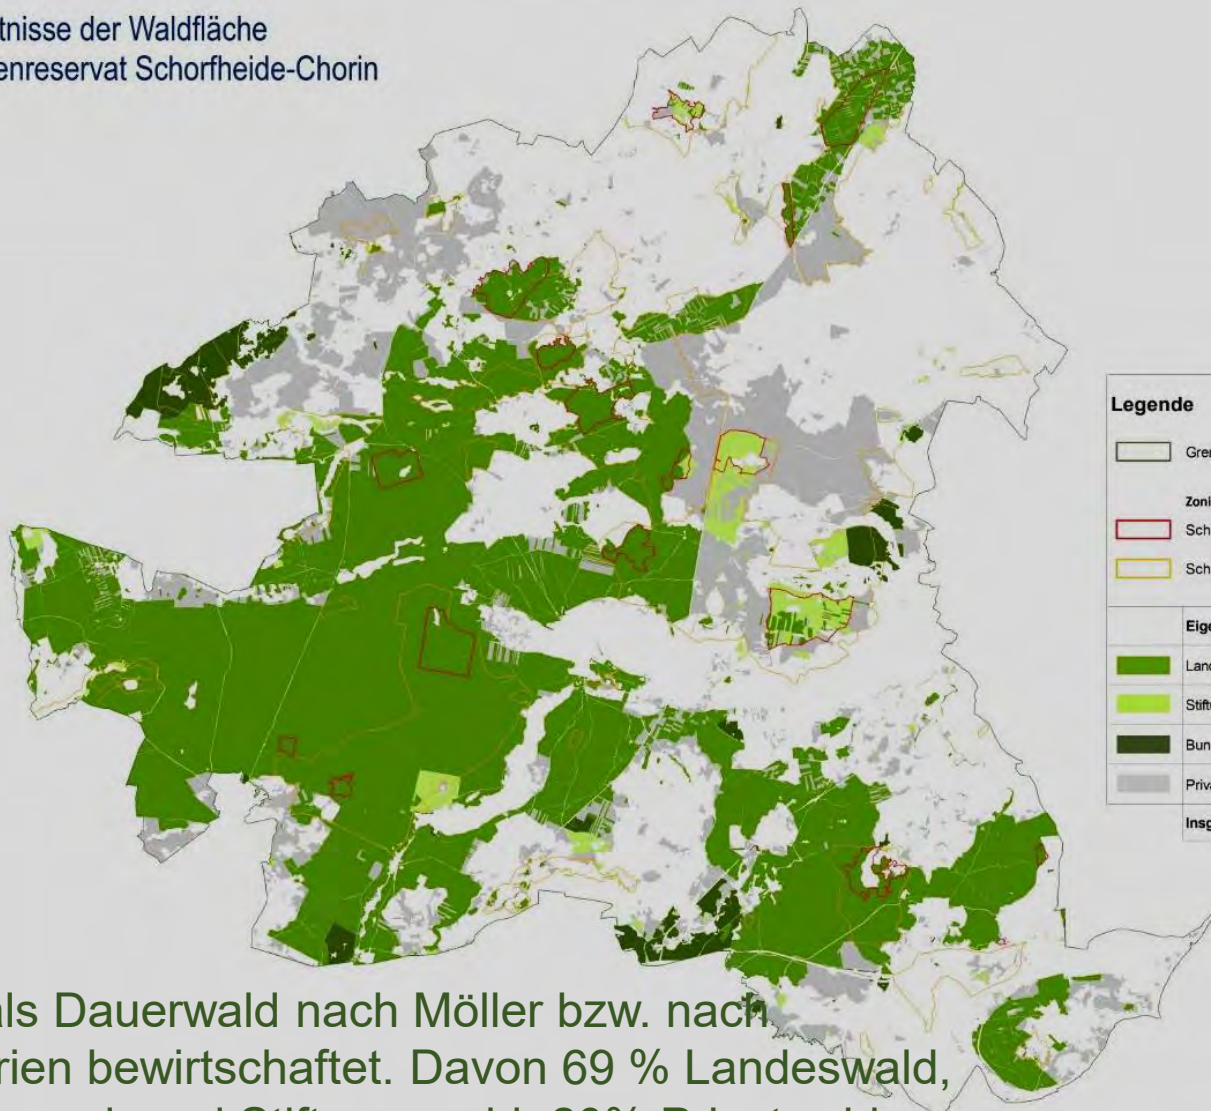 tnisse der Waldfläche
enreservat Schorfheide-Chorin
Legende
Gren
Zoni
Sch
Sch
Eige
Land
Stift
Bun
Priva
Insg
als Dauerwald nach Möller bzw. nach
rien bewirtschaftet. Davon 69 % Landeswald,